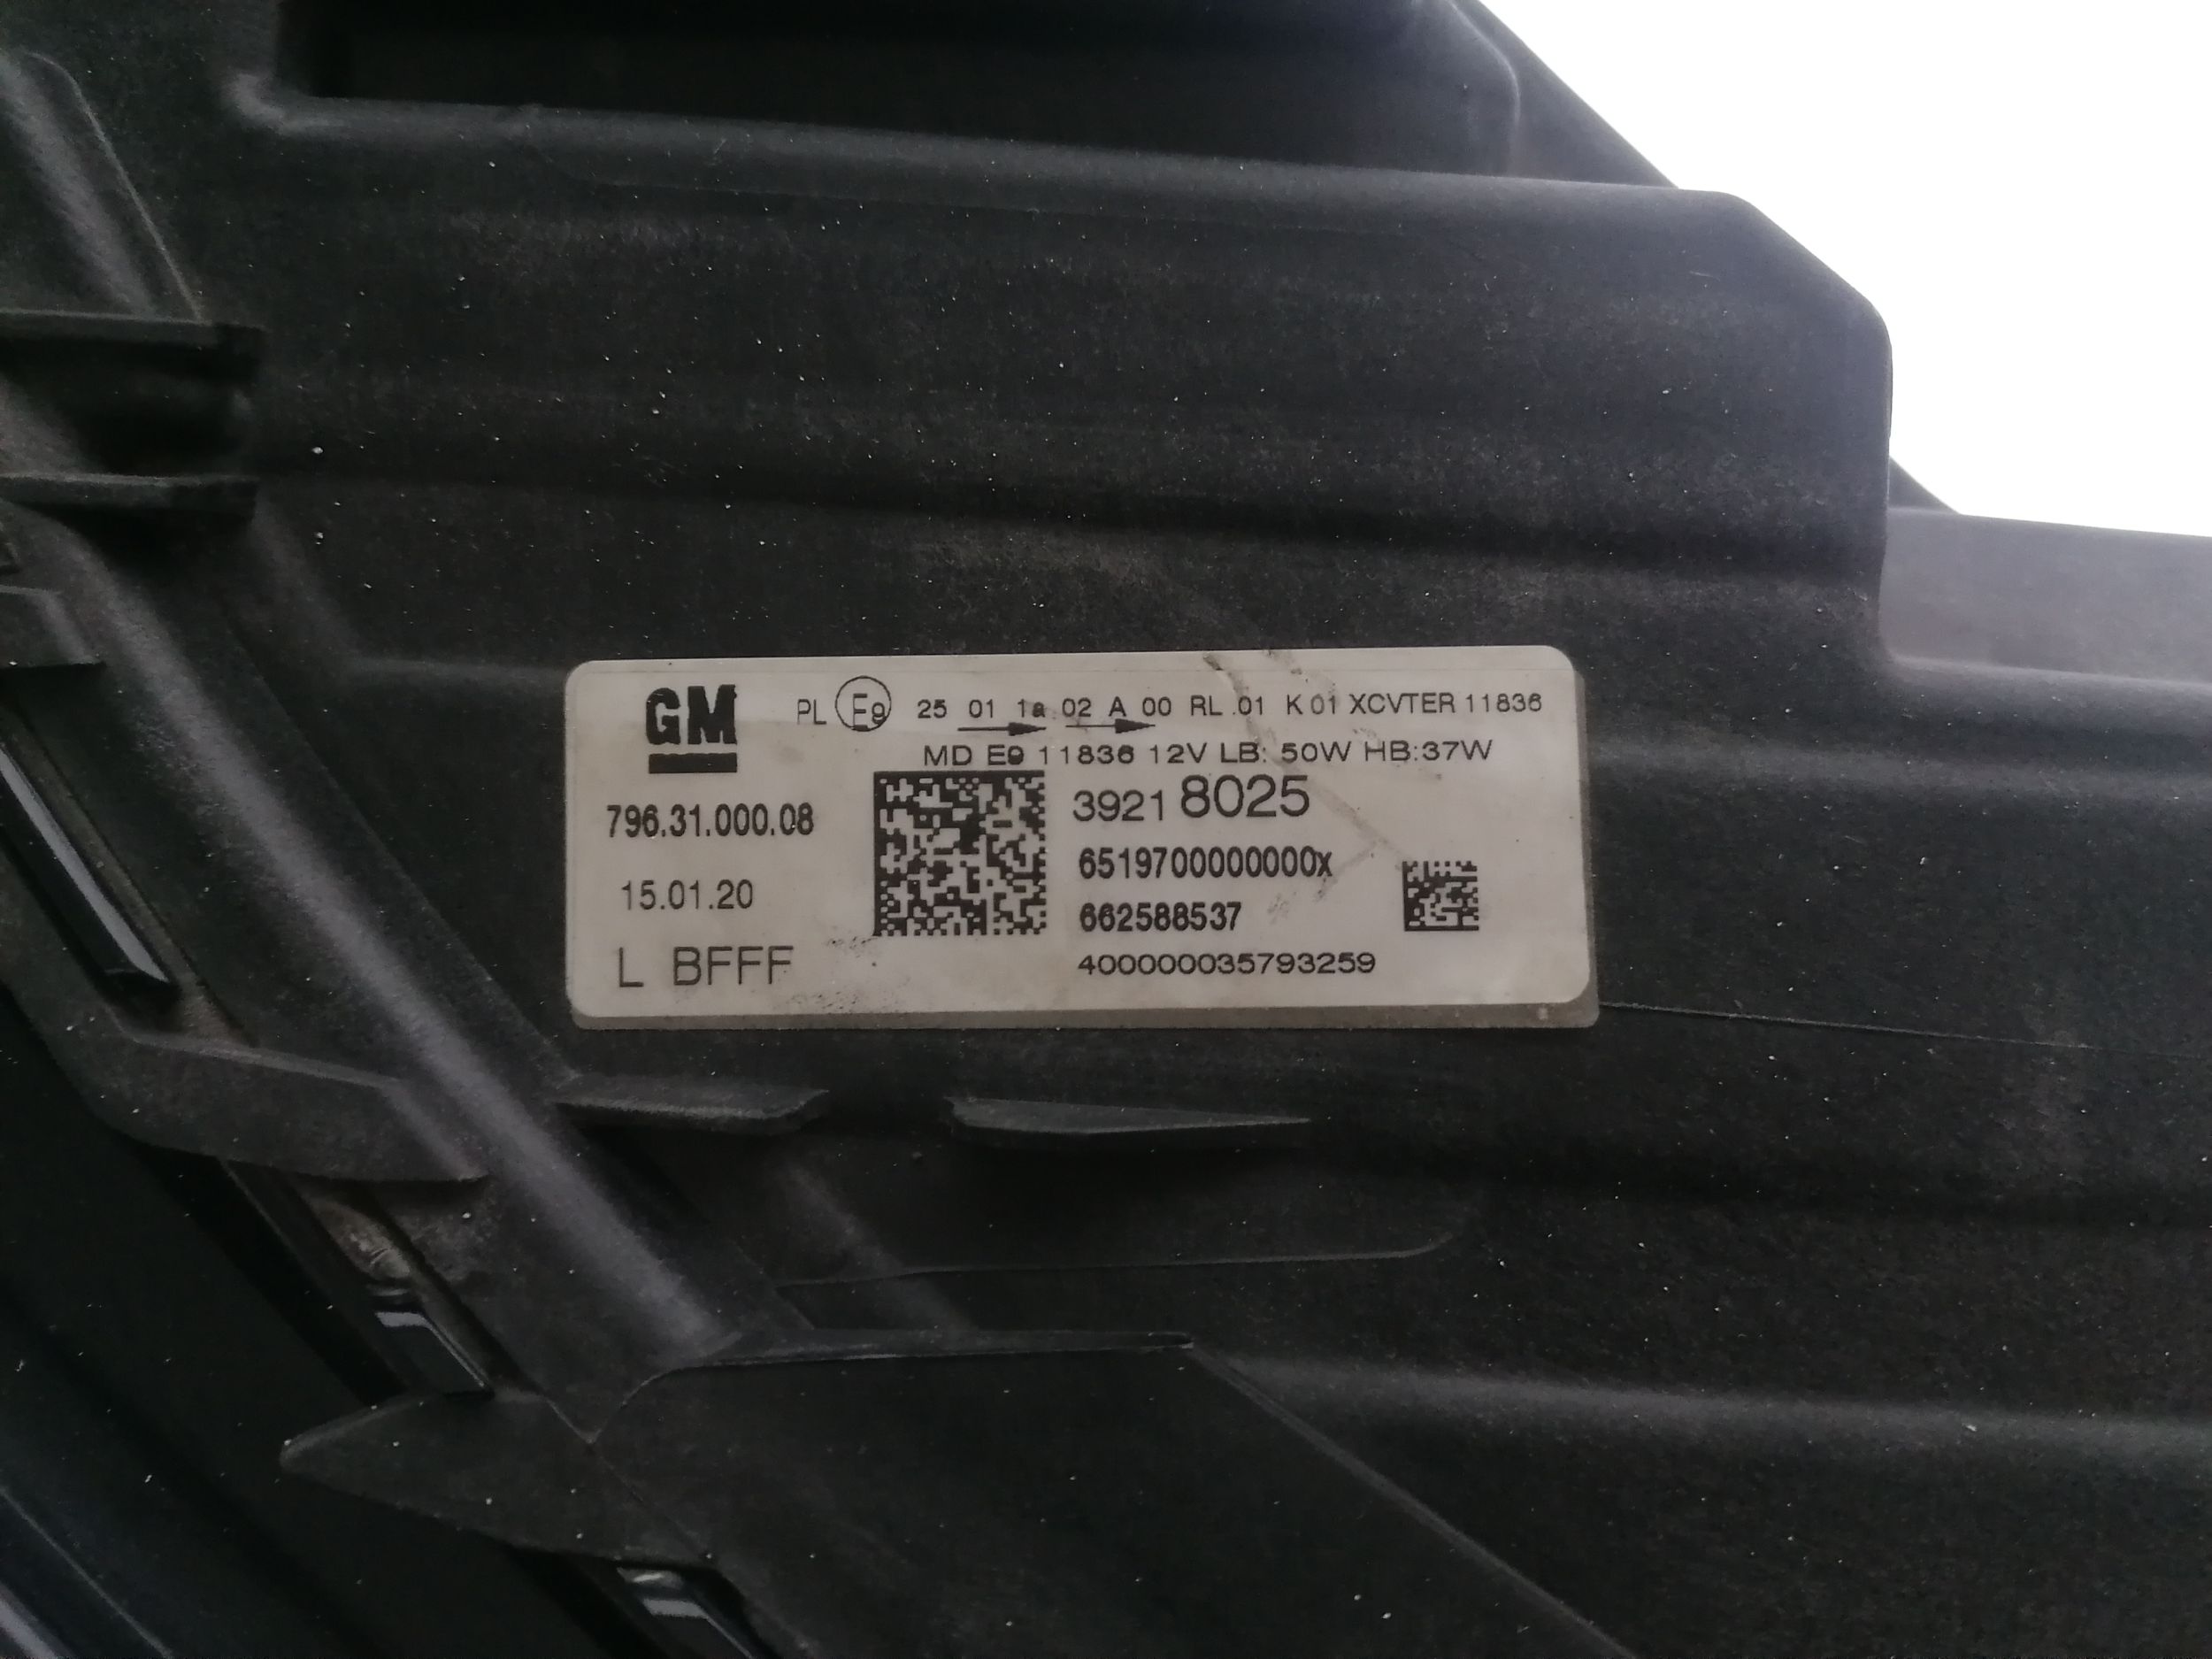 GM
PL E9 25 01 1a 02 A 00 RL 01 K 01 XCVTER 11836
MD E9 11836 12V LB: 50W HB:37W
796.31.000.08
3921 8025
6519700000000x
15.01.20
662588537
L BFFF
400000035793259